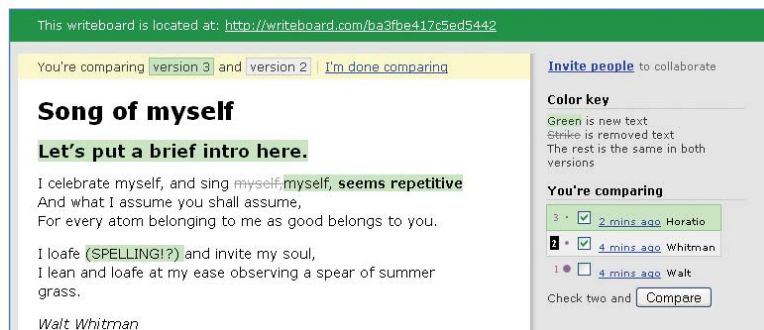 This writeboard is located at: http://writeboard.com/ba3fbe417c5ed5442
You're comparing version 3 and version 2 | I'm done comparing
Song of myself
Let's put a brief intro here.
I celebrate myself, and sing myself,myself, seems repetitive
And what I assume you shall assume,
For every atom belonging to me as good belongs to you.
I loafe (SPELLING!?) and invite my soul,
I lean and loafe at my ease observing a spear of summer
grass.
Walt Whitman
Invite people to collaborate
Color key
Green is new text
Strike is removed text
The rest is the same in both
versions
You're comparing
3 2 mins ago Horatio
2 4 mins ago Whitman
1 4 mins ago Walt
Check two and Compare